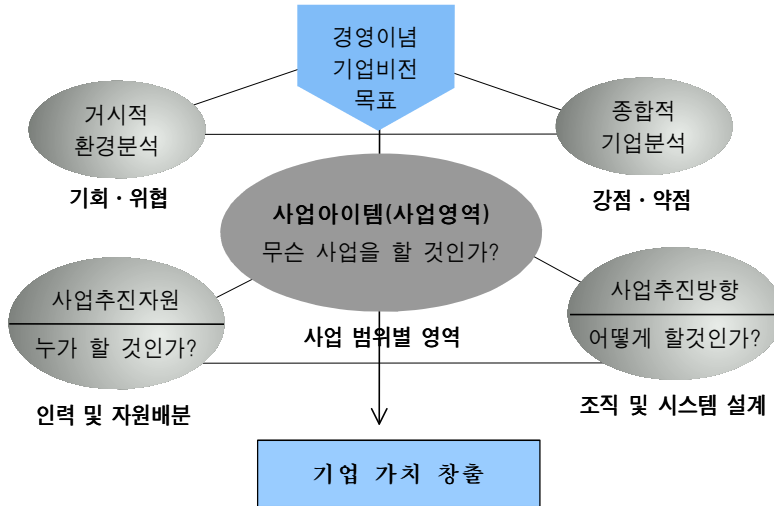 경영이념
기업비전
목표
거시적
환경분석
종합적
기업분석
기회 · 위협
강점 · 약점
사업아이템(사업영역)
무슨 사업을 할 것인가?
사업추진자원
누가 할 것인가?
사업추진방향
어떻게 할것인가?
사업 범위별 영역
인력 및 자원배분
조직 및 시스템 설계
기업 가치 창출